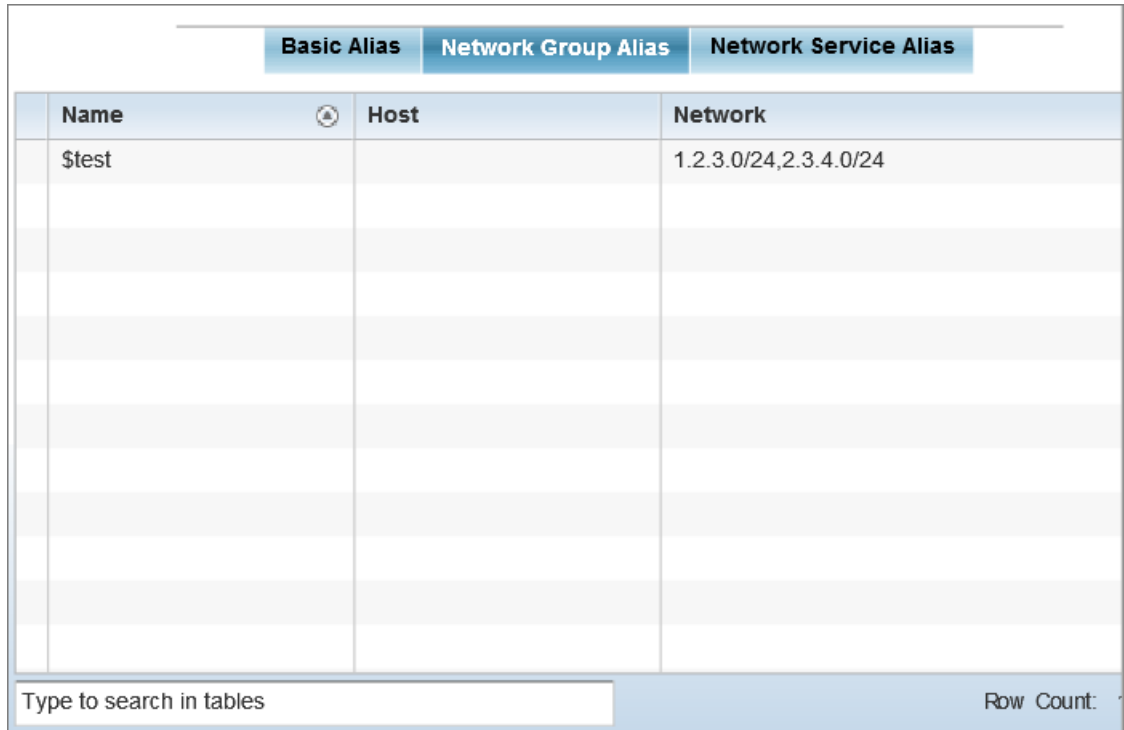 Basic Alias Network Group Alias Network Service Alias
Name Host Network
$test 1.2.3.0/24,2.3.4.0/24
Type to search in tables Row Count: